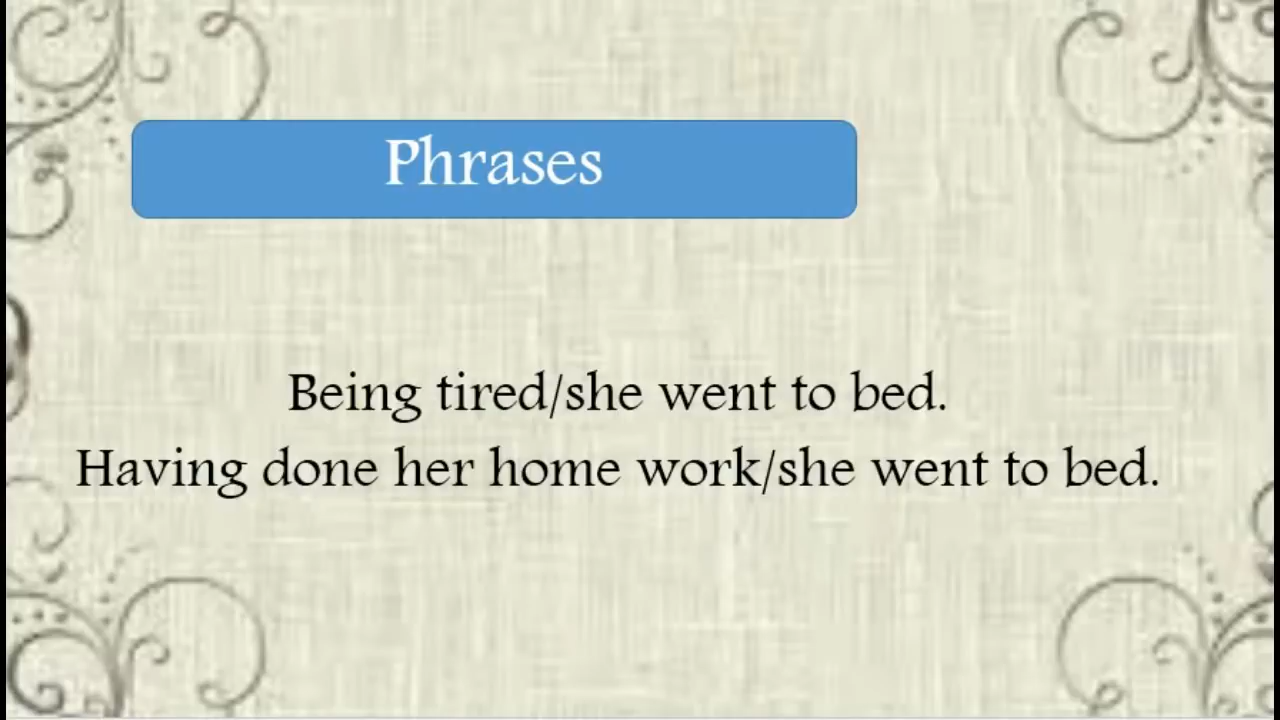 Phrases
Being tired/she went to bed.
Having done her home work/she went to bed.